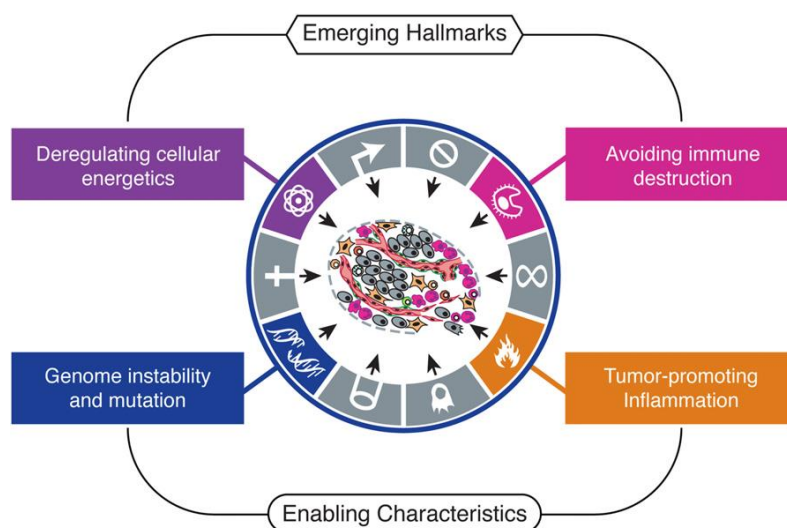 Emerging Hallmarks
Deregulating cellular
energetics
Avoiding immune
destruction
Genome instability
and mutation
Tumor-promoting
Inflammation
Enabling Characteristics